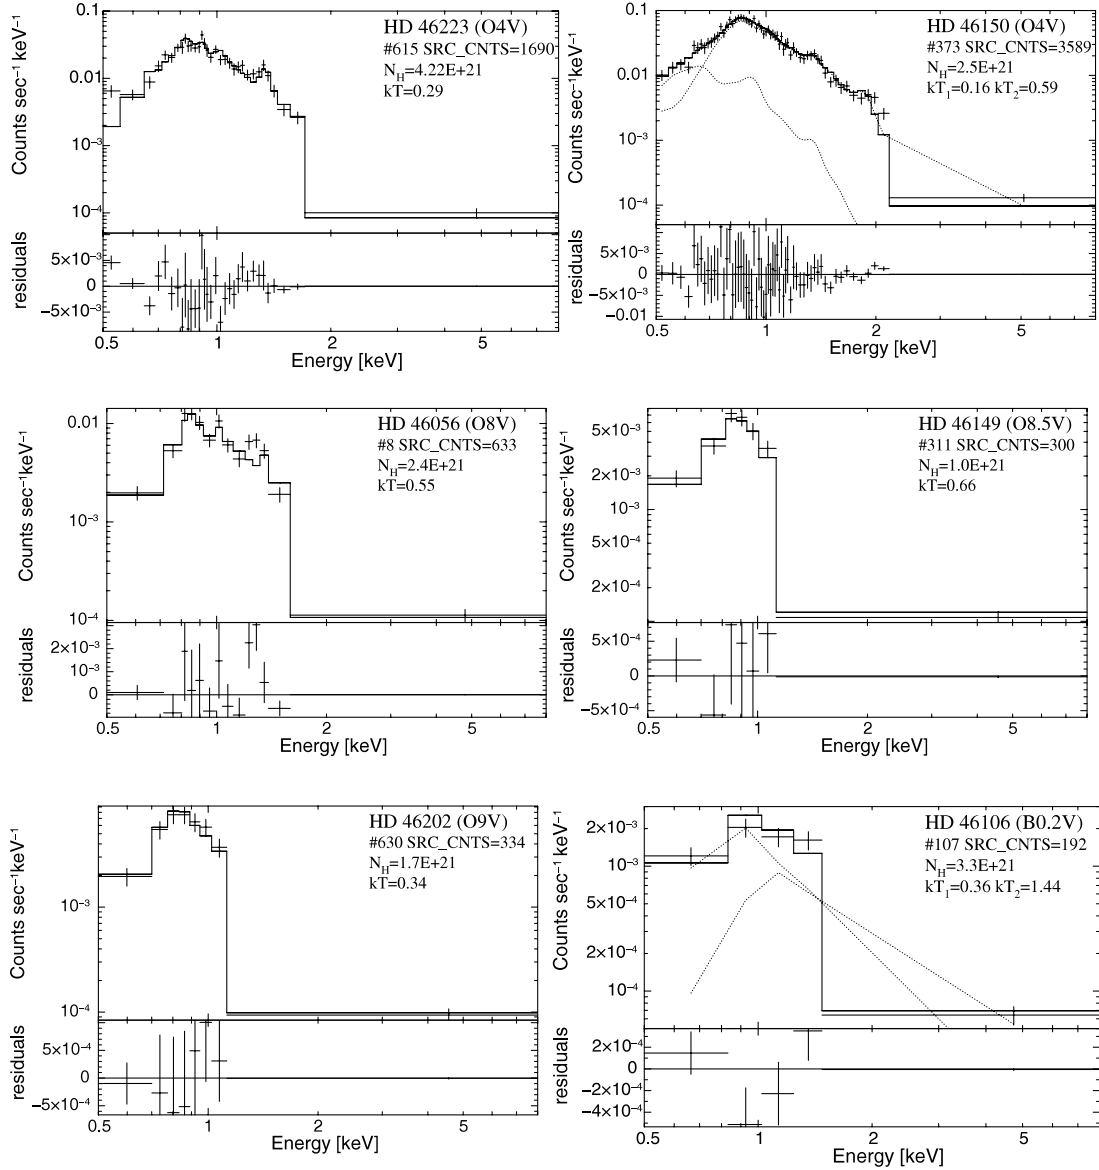 HD 46223 (O4V)
#615 SRC_CNTS=1690
N_H=4.22E+21
kT=0.29
Counts sec⁻¹ keV⁻¹
0.1
0.01
10⁻³
10⁻⁴
residuals
5×10⁻³
0
−5×10⁻³
0.5 1 2 5
Energy [keV]
HD 46150 (O4V)
#373 SRC_CNTS=3589
N_H=2.5E+21
kT₁=0.16 kT₂=0.59
Counts sec⁻¹ keV⁻¹
0.1
0.01
10⁻³
10⁻⁴
residuals
5×10⁻³
0
−5×10⁻³
−0.01
0.5 1 2 5
Energy [keV]
HD 46056 (O8V)
#8 SRC_CNTS=633
N_H=2.4E+21
kT=0.55
Counts sec⁻¹keV⁻¹
0.01
10⁻³
10⁻⁴
residuals
2×10⁻³
10⁻³
0
0.5 1 2 5
Energy [keV]
HD 46149 (O8.5V)
#311 SRC_CNTS=300
N_H=1.0E+21
kT=0.66
Counts sec⁻¹ keV⁻¹
5×10⁻³
2×10⁻³
10⁻³
5×10⁻⁴
2×10⁻⁴
residuals
5×10⁻⁴
0
−5×10⁻⁴
0.5 1 2 5
Energy [keV]
HD 46202 (O9V)
#630 SRC_CNTS=334
N_H=1.7E+21
kT=0.34
Counts sec⁻¹ keV⁻¹
10⁻³
10⁻⁴
residuals
5×10⁻⁴
0
−5×10⁻⁴
0.5 1 2 5
Energy [keV]
HD 46106 (B0.2V)
#107 SRC_CNTS=192
N_H=3.3E+21
kT₁=0.36 kT₂=1.44
Counts sec⁻¹ keV⁻¹
2×10⁻³
10⁻³
5×10⁻⁴
2×10⁻⁴
10⁻⁴
residuals
2×10⁻⁴
0
−2×10⁻⁴
−4×10⁻⁴
0.5 1 2 5
Energy [keV]